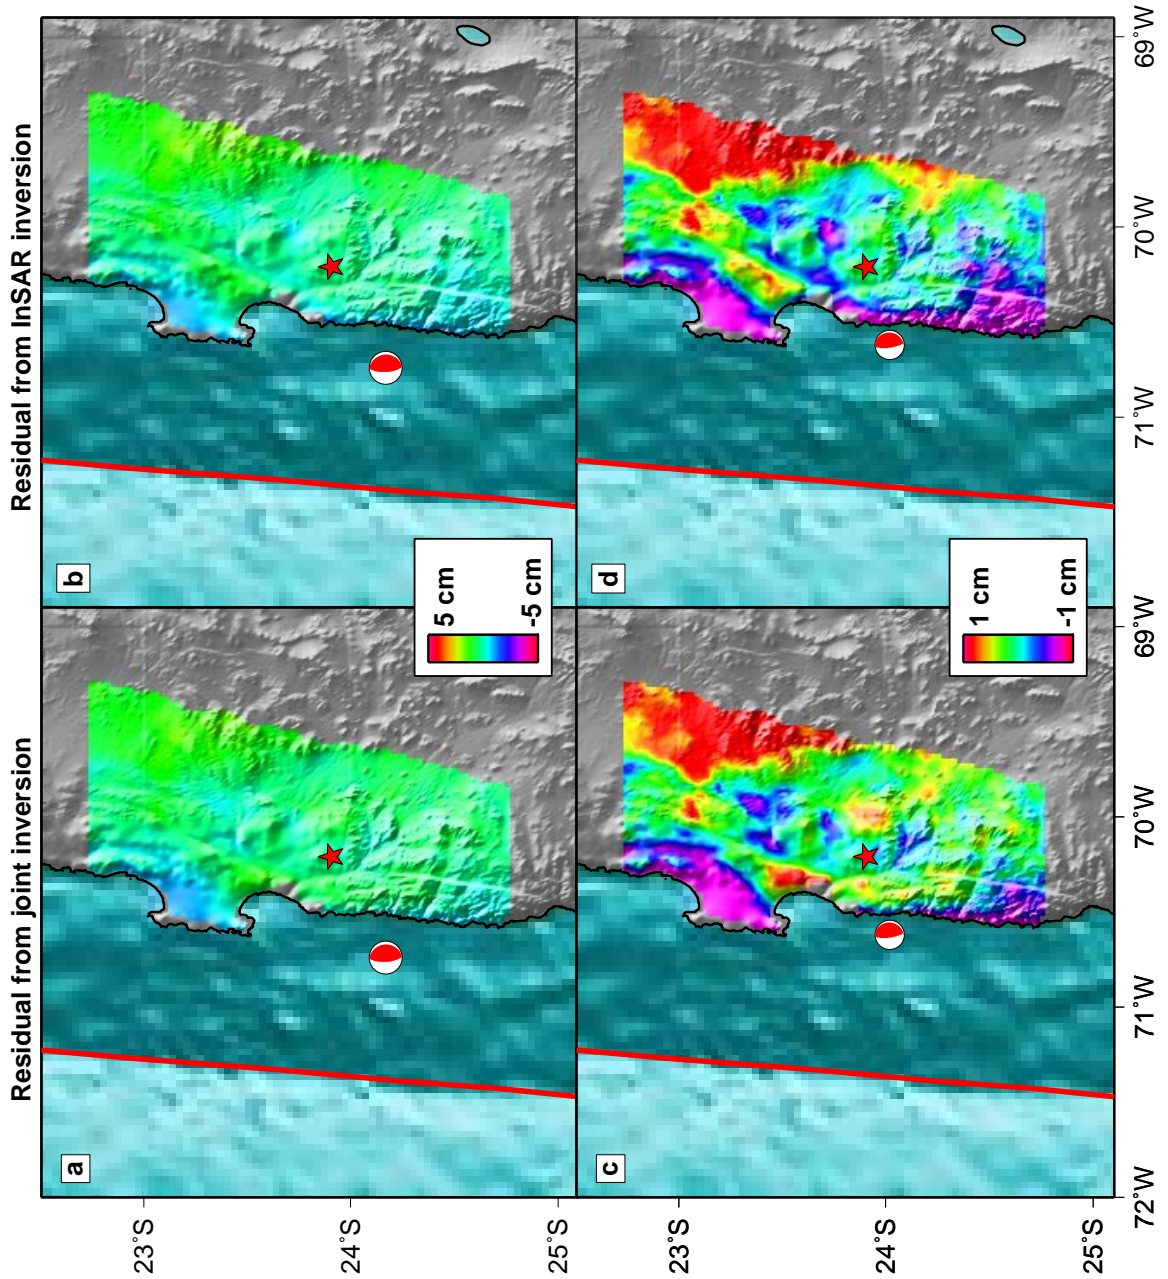 Residual from joint inversion
Residual from InSAR inversion
a
b
5 cm
-5 cm
c
d
1 cm
-1 cm
23˚S
24˚S
25˚S
23˚S
24˚S
25˚S
72˚W
71˚W
70˚W
69˚W
71˚W
70˚W
69˚W